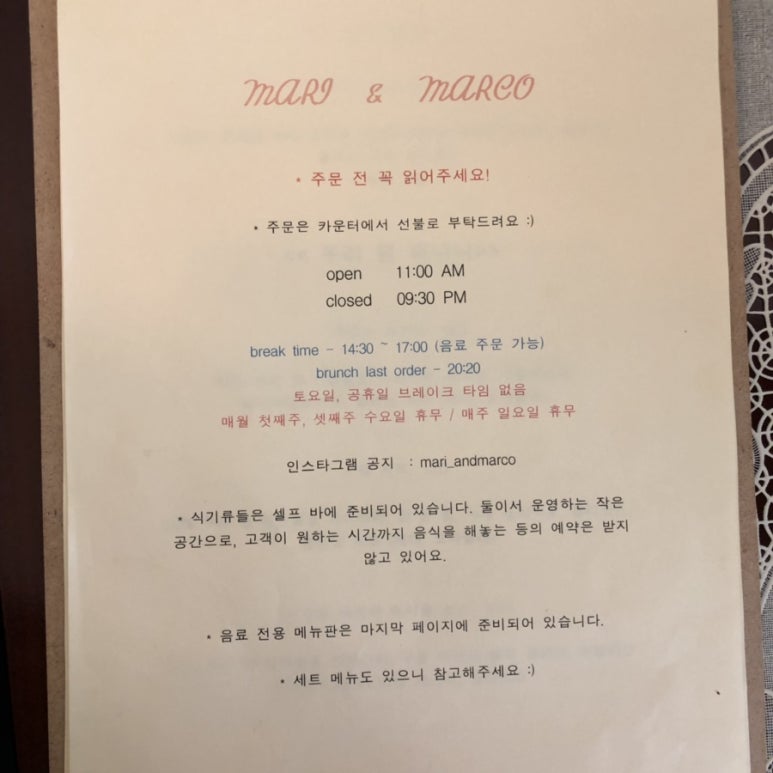 MARI & MARCO
* 주문 전 꼭 읽어주세요!
* 주문은 카운터에서 선불로 부탁드려요 :)
open 11:00 AM
closed 09:30 PM
break time - 14:30 ~ 17:00 (음료 주문 가능)
brunch last order - 20:20
토요일, 공휴일 브레이크 타임 없음
매월 첫째주, 셋째주 수요일 휴무 / 매주 일요일 휴무
인스타그램 공지 : mari_andmarco
* 식기류들은 셀프 바에 준비되어 있습니다. 둘이서 운영하는 작은
공간으로, 고객이 원하는 시간까지 음식을 해놓는 등의 예약은 받지
않고 있어요.
* 음료 전용 메뉴판은 마지막 페이지에 준비되어 있습니다.
* 세트 메뉴도 있으니 참고해주세요 :)